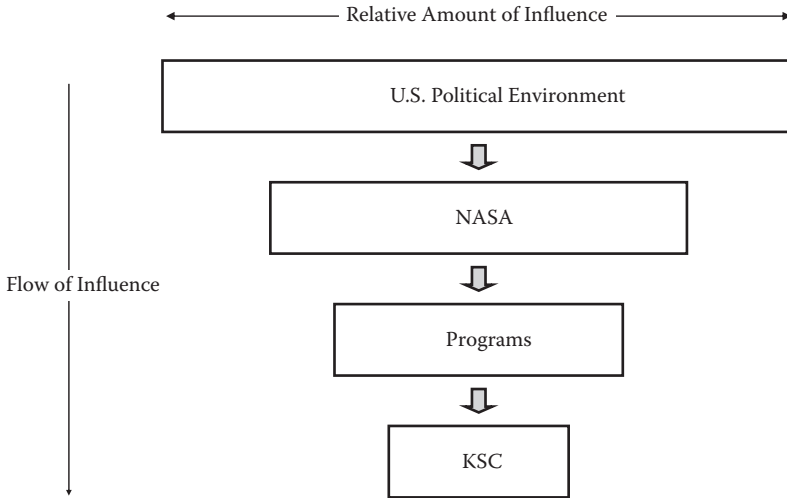 Relative Amount of Influence
U.S. Political Environment
NASA
Flow of Influence
Programs
KSC